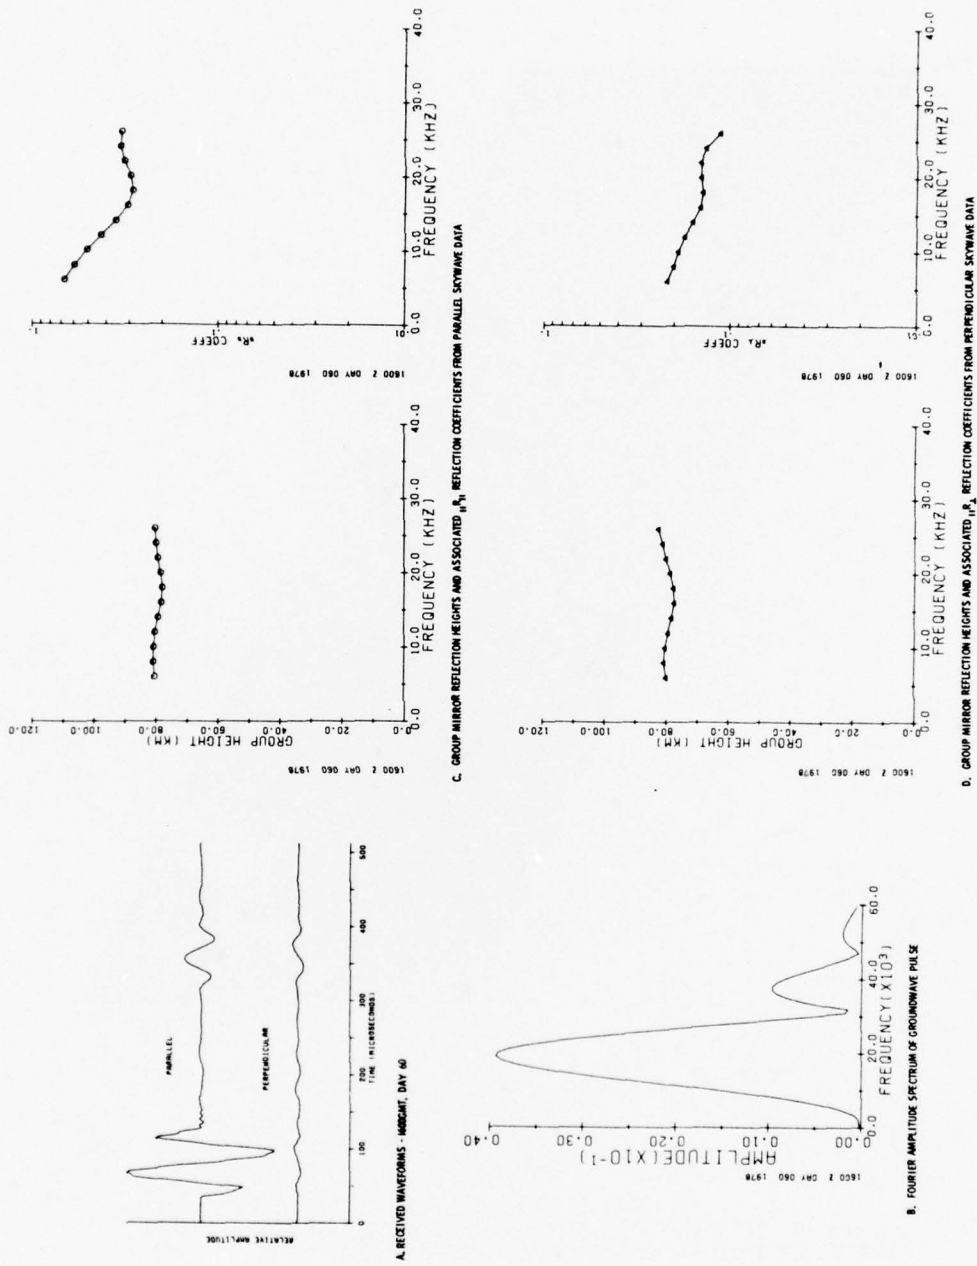 RELATIVE AMPLITUDE
PARALLEL
PERPENDICULAR
0 100 200 300 400 500
TIME (MICROSECONDS)
A. RECEIVED WAVEFORMS - 1600GMT, DAY 60
1600 Z DAY 060 1978
AMPLITUDE(X10⁻¹)
0.00 0.10 0.20 0.30 0.40
0.0 20.0 40.0 60.0
FREQUENCY(X10³)
B. FOURIER AMPLITUDE SPECTRUM OF GROUNDWAVE PULSE
1600 Z DAY 060 1978
GROUP HEIGHT (KM)
0.0 20.0 40.0 60.0 80.0 100.0 120.0
0.0 10.0 20.0 30.0 40.0
FREQUENCY (KHZ)
1600 Z DAY 060 1978
COEFF
0.0 10.0 20.0 30.0 40.0
FREQUENCY (KHZ)
C. GROUP MIRROR REFLECTION HEIGHTS AND ASSOCIATED ||R|| REFLECTION COEFFICIENTS FROM PARALLEL SKYWAVE DATA
1600 Z DAY 060 1978
GROUP HEIGHT (KM)
0.0 20.0 40.0 60.0 80.0 100.0 120.0
0.0 10.0 20.0 30.0 40.0
FREQUENCY (KHZ)
1600 Z DAY 060 1978
COEFF
0.0 10.0 20.0 30.0 40.0
FREQUENCY (KHZ)
D. GROUP MIRROR REFLECTION HEIGHTS AND ASSOCIATED ||R⊥ REFLECTION COEFFICIENTS FROM PERPENDICULAR SKYWAVE DATA